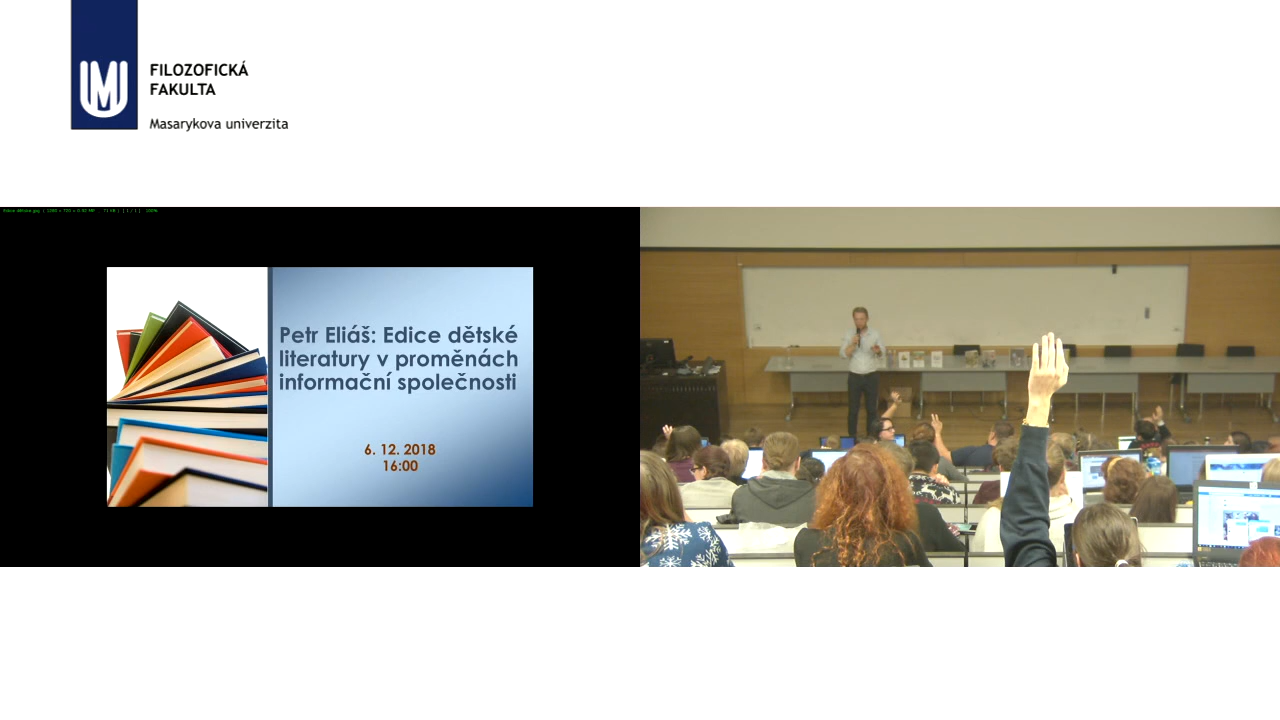 FILOZOFICKÁ
FAKULTA
Masarykova univerzita
Petr Eliáš: Edice dětské
literatury v proměnách
informační společnosti
6. 12. 2018
16:00